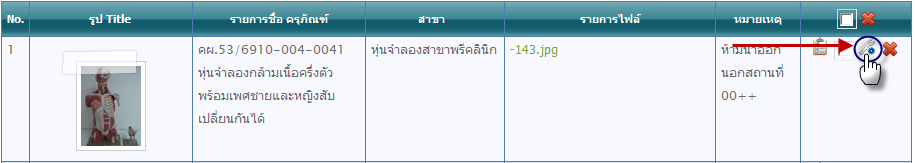 No. รูป Title รายการชื่อ ครุภัณฑ์ สาขา รายการไฟล์ หมายเหตุ
1 คผ.53/6910-004-0041 หุ่นจำลองสาขาพรีคลินิก -143.jpg ห้ามนำออก
หุ่นจำลองกล้ามเนื้อครึ่งตัว นอกสถานที่
พร้อมเพศชายและหญิงสับ 00++
เปลี่ยนกันได้